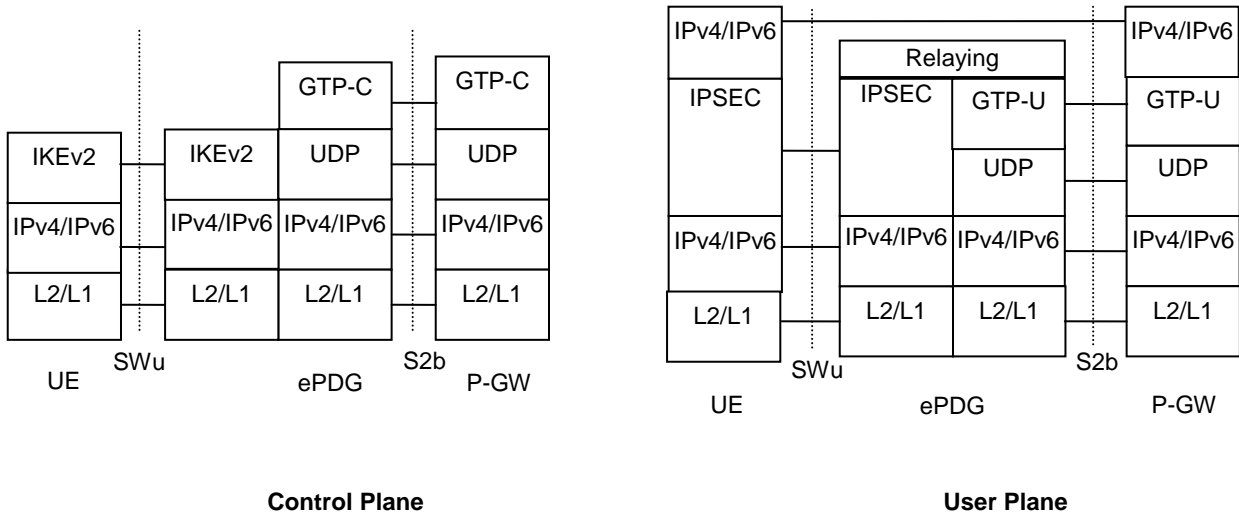 GTP-C GTP-C
IKEv2 IKEv2 UDP UDP
IPv4/IPv6 IPv4/IPv6 IPv4/IPv6 IPv4/IPv6
L2/L1 L2/L1 L2/L1 L2/L1
SWu S2b
UE ePDG P-GW
Control Plane
IPv4/IPv6 IPv4/IPv6
Relaying
IPSEC IPSEC GTP-U GTP-U
UDP UDP
IPv4/IPv6 IPv4/IPv6 IPv4/IPv6 IPv4/IPv6
L2/L1 L2/L1 L2/L1 L2/L1
SWu S2b
UE ePDG P-GW
User Plane